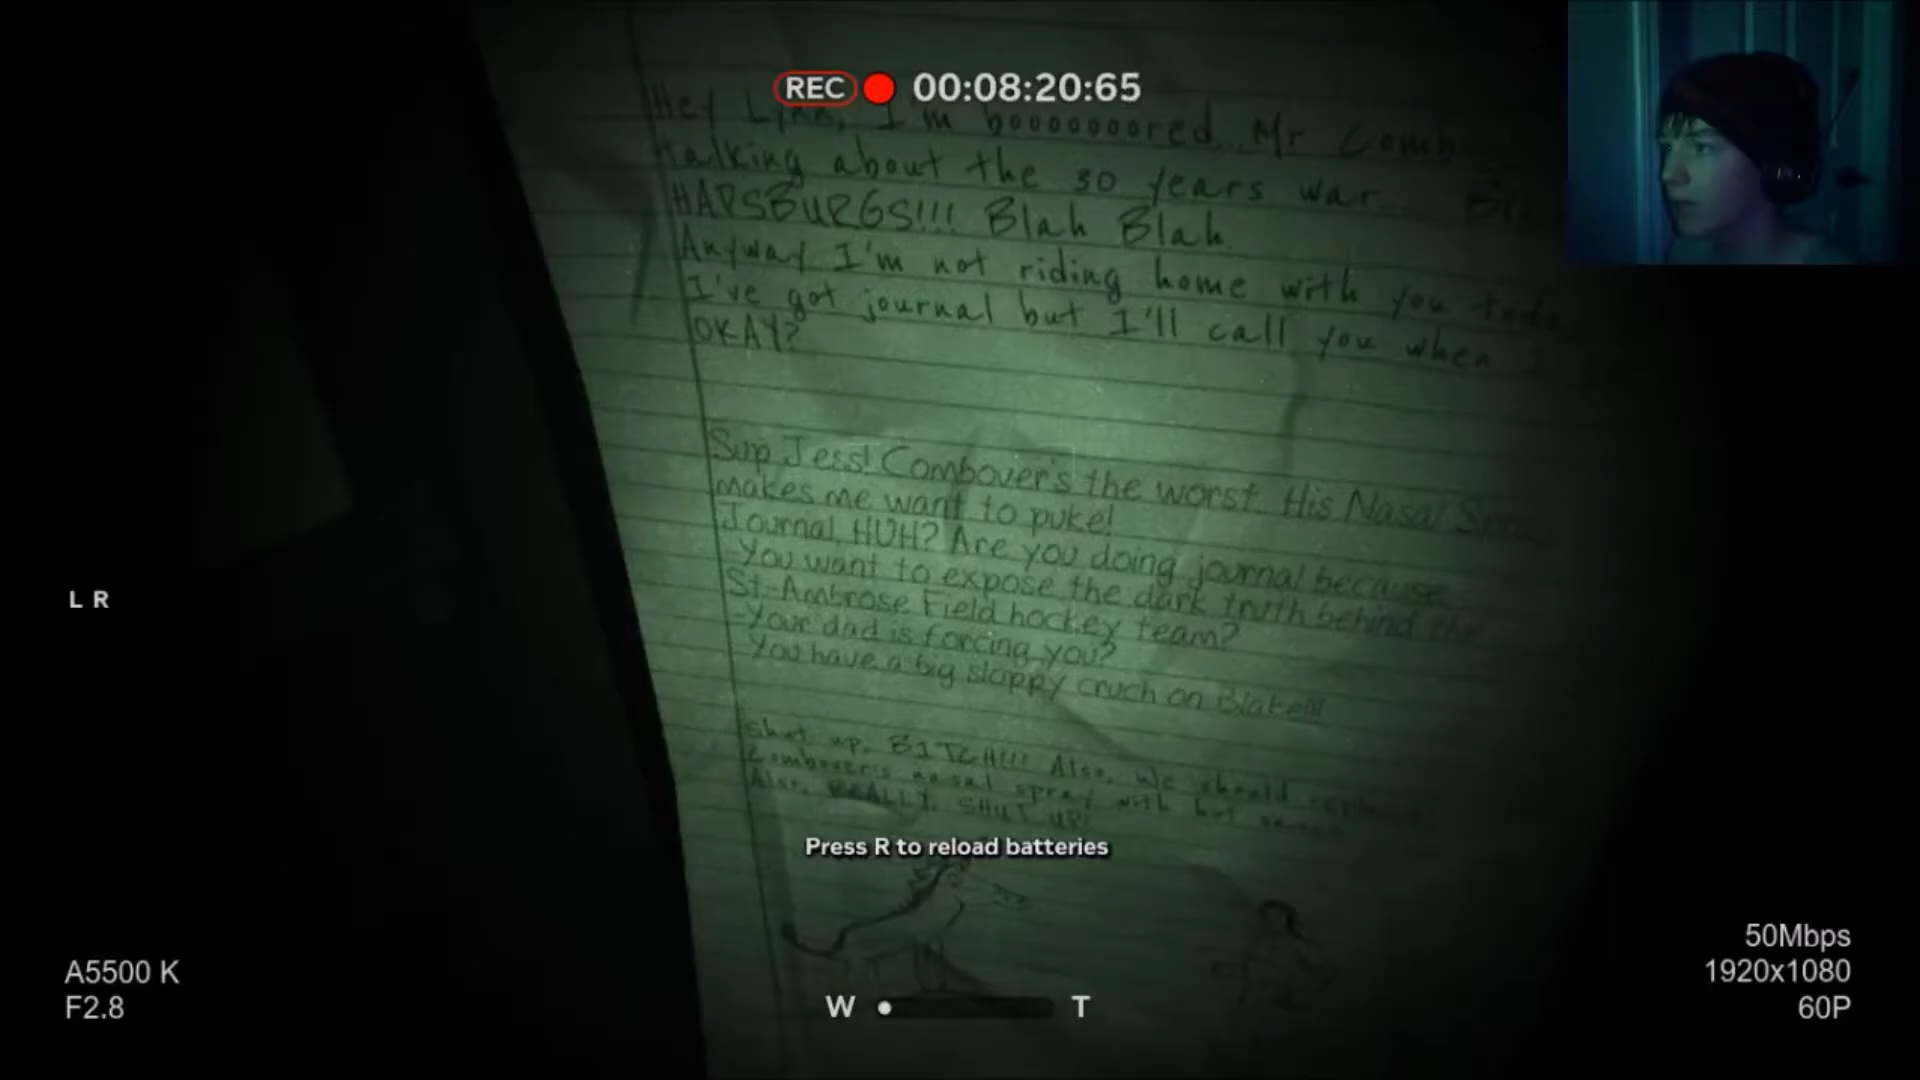 REC 00:08:20:65
Hey Lynn, I'm boooooored... Mr Comb
talking about the 30 years war...
HAPSBURGS!!! Blah Blah.
Anyway I'm not riding home with you
I've got journal but I'll call you when
OKAY?
Sup Jess! Combover's the worst. His Nasal
makes me want to puke!
Journal, HUH? Are you doing journal because
-You want to expose the dark truth behind the
St-Ambrose Field hockey team?
-Your dad is forcing you?
-You have a big sloppy cruch on Blake!!!
Shut up, BITCH!!! Also, we should
Combover's nasal spray with hot
Also, REALLY. SHUT UP!
Press R to reload batteries
L R
A5500 K
F2.8
W T
50Mbps
1920x1080
60P